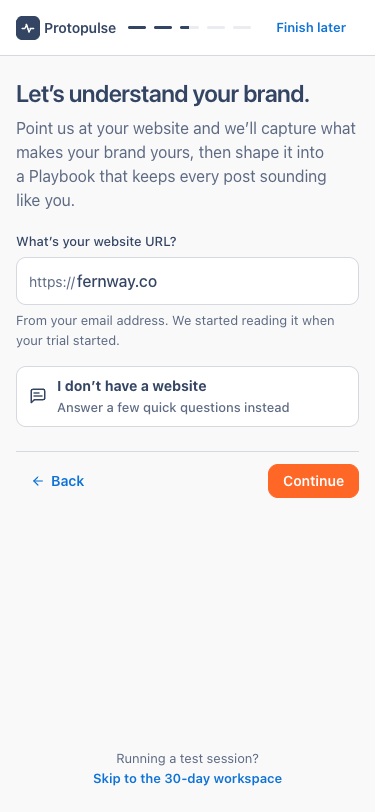 Protopulse
Finish later
Let’s understand your brand.
Point us at your website and we’ll capture what
makes your brand yours, then shape it into
a Playbook that keeps every post sounding
like you.
What’s your website URL?
https://fernway.co
From your email address. We started reading it when
your trial started.
I don’t have a website
Answer a few quick questions instead
Back
Continue
Running a test session?
Skip to the 30-day workspace